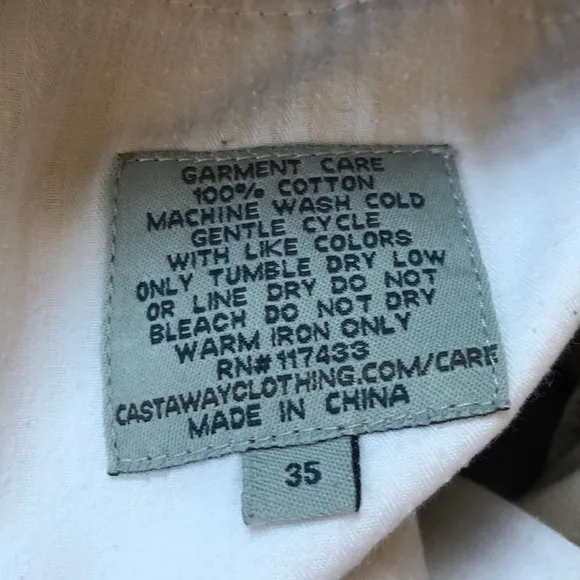 GARMENT CARE
100% COTTON
MACHINE WASH COLD
GENTLE CYCLE
WITH LIKE COLORS
ONLY TUMBLE DRY LOW
OR LINE DRY DO NOT
BLEACH DO NOT DRY
WARM IRON ONLY
RN#117433
CASTAWAYCLOTHING.COM/CARE
MADE IN CHINA
35